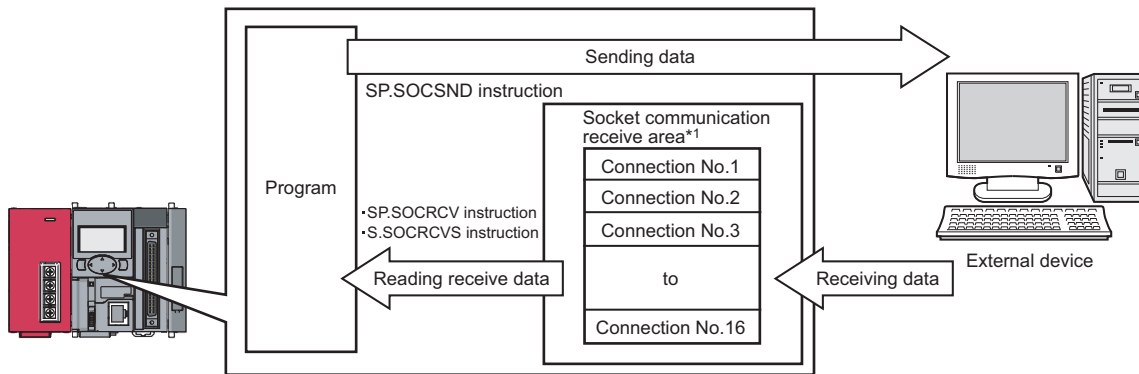 Sending data
SP.SOCSND instruction
Socket communication
receive area*1
Connection No.1
Connection No.2
Connection No.3
to
Connection No.16
Program
·SP.SOCRCV instruction
·S.SOCRCVS instruction
Reading receive data
Receiving data
External device